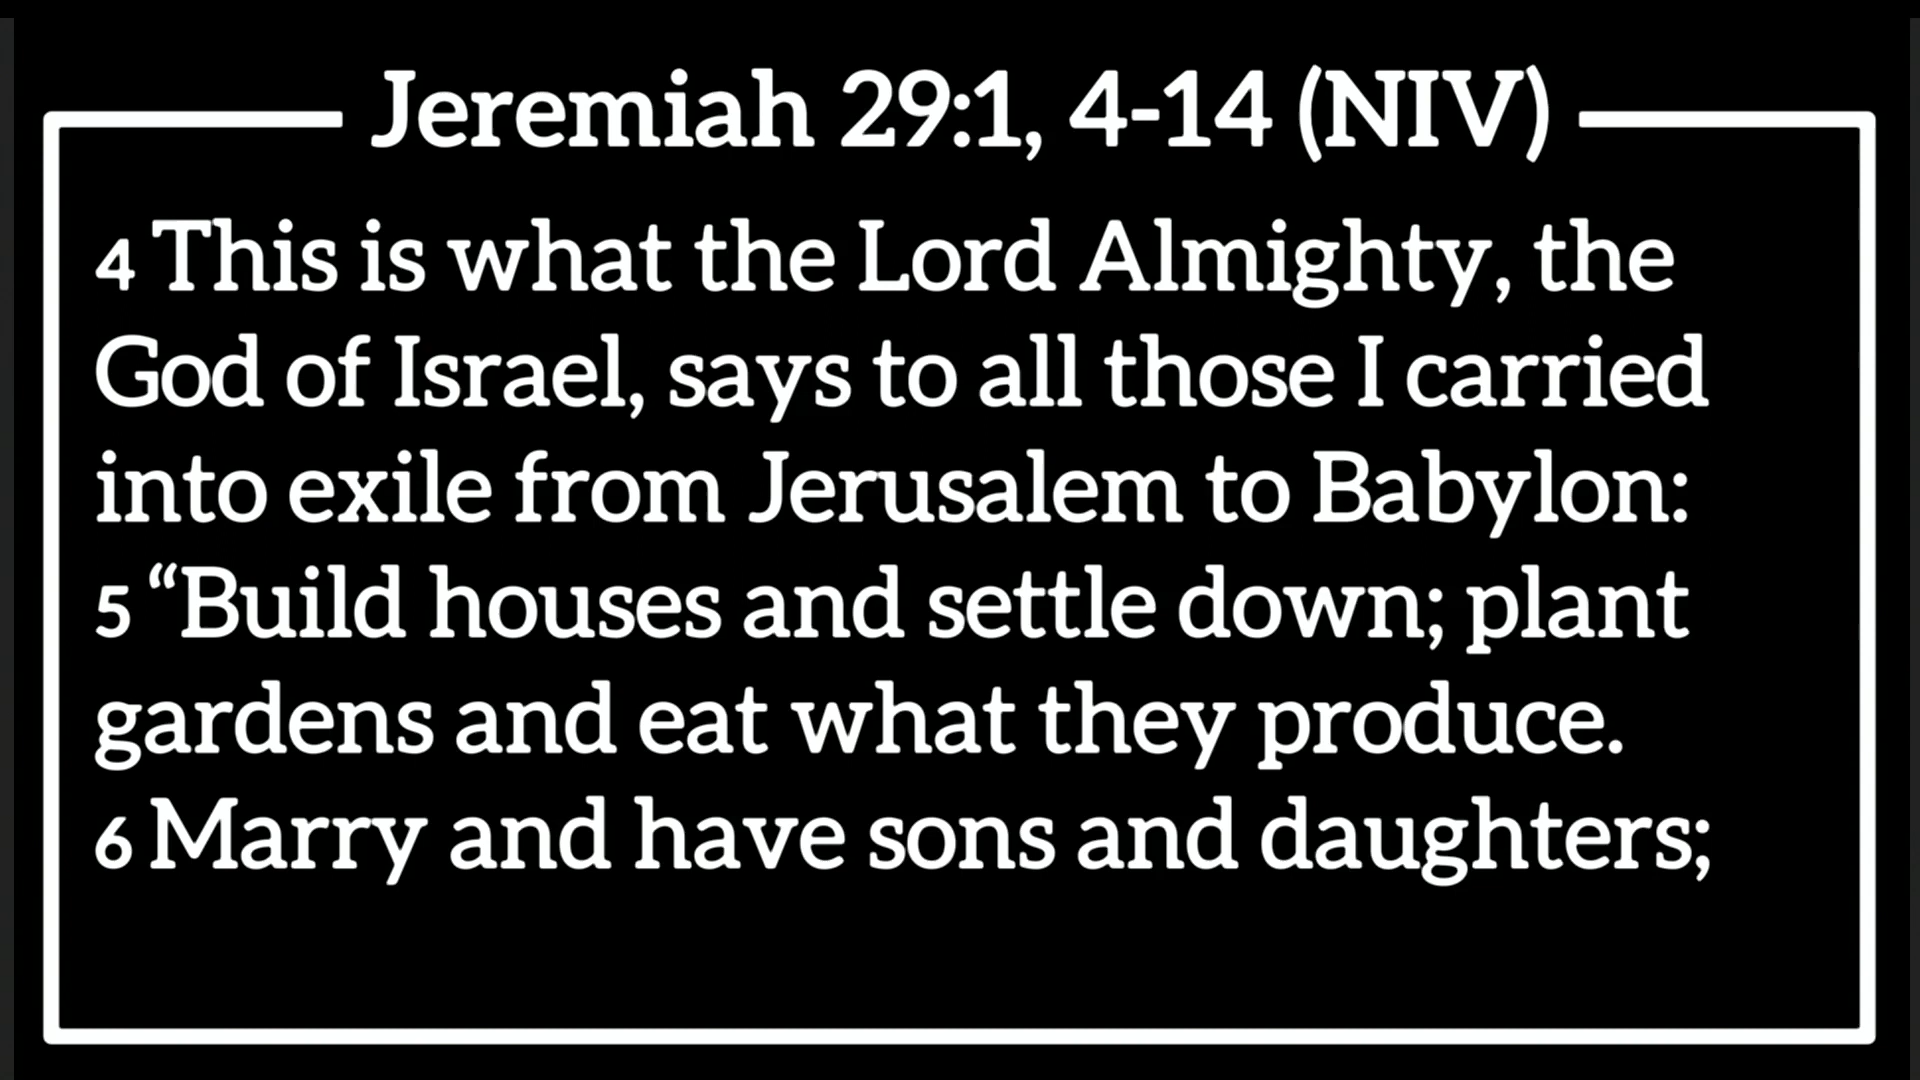 Jeremiah 29:1, 4-14 (NIV)
4 This is what the Lord Almighty, the
God of Israel, says to all those I carried
into exile from Jerusalem to Babylon:
5 “Build houses and settle down; plant
gardens and eat what they produce.
6 Marry and have sons and daughters;